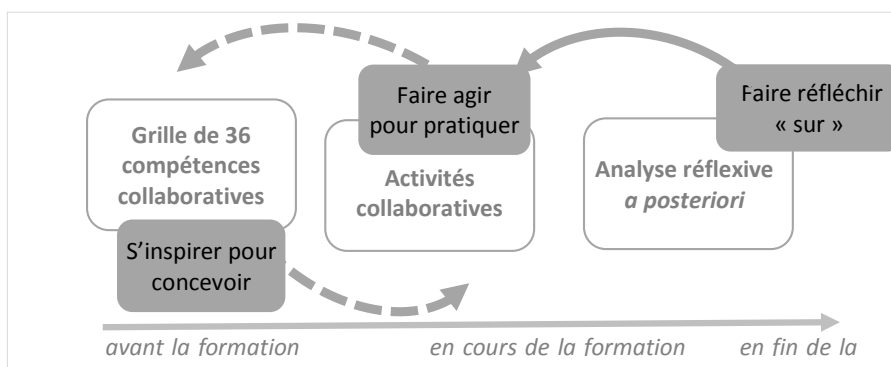 Faire agir
pour pratiquer
Faire réfléchir
« sur »
Grille de 36
compétences
collaboratives
Activités
collaboratives
Analyse réflexive
a posteriori
S’inspirer pour
concevoir
avant la formation
en cours de la formation
en fin de la